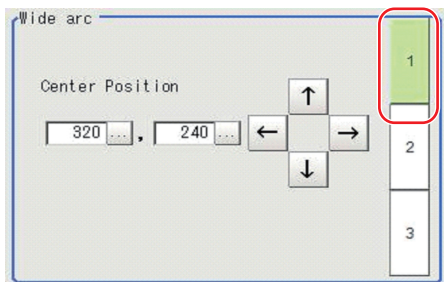 Wide arc
1
Center Position
↑
320 ... , 240 ... ← →
2
↓
3